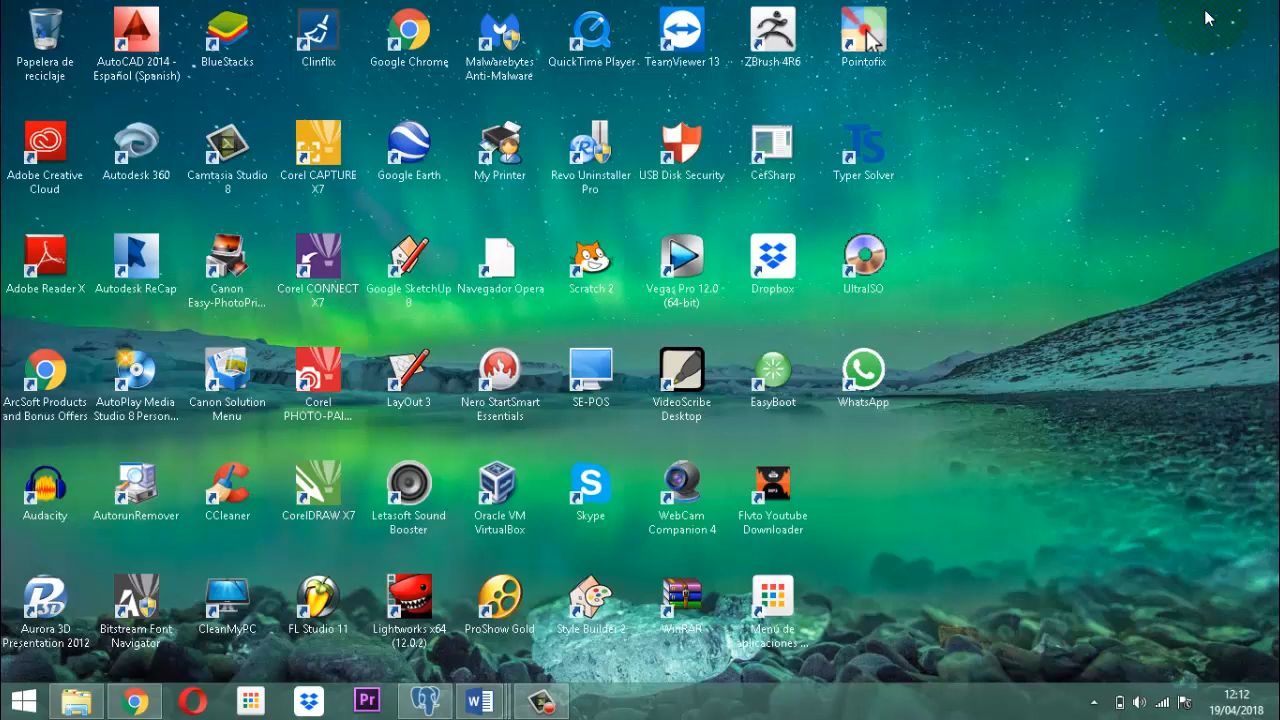 Papelera de
reciclaje
AutoCAD 2014 -
Español (Spanish)
BlueStacks
Clinflix
Google Chrome
Malwarebytes
Anti-Malware
QuickTime Player
TeamViewer 13
ZBrush 4R6
Pointofix
Adobe Creative
Cloud
Autodesk 360
Camtasia Studio
8
Corel CAPTURE
X7
Google Earth
My Printer
Revo Uninstaller
Pro
USB Disk Security
CefSharp
Ts
Typer Solver
Adobe Reader X
Autodesk ReCap
Canon
Easy-PhotoPri...
Corel CONNECT
X7
Google SketchUp
8
Navegador Opera
Scratch 2
Vegas Pro 12.0
(64-bit)
Dropbox
UltraISO
ArcSoft Products
and Bonus Offers
AutoPlay Media
Studio 8 Person...
Canon Solution
Menu
Corel
PHOTO-PAI...
LayOut 3
Nero StartSmart
Essentials
SE-POS
VideoScribe
Desktop
EasyBoot
WhatsApp
Audacity
AutorunRemover
CCleaner
CorelDRAW X7
Letasoft Sound
Booster
Oracle VM
VirtualBox
Skype
WebCam
Companion 4
Flvto Youtube
Downloader
Aurora 3D
Presentation 2012
Bitstream Font
Navigator
CleanMyPC
FL Studio 11
Lightworks x64
(12.0.2)
ProShow Gold
Style Builder 2
WinRAR
Menú de
aplicaciones ...
Pr
12:12
19/04/2018